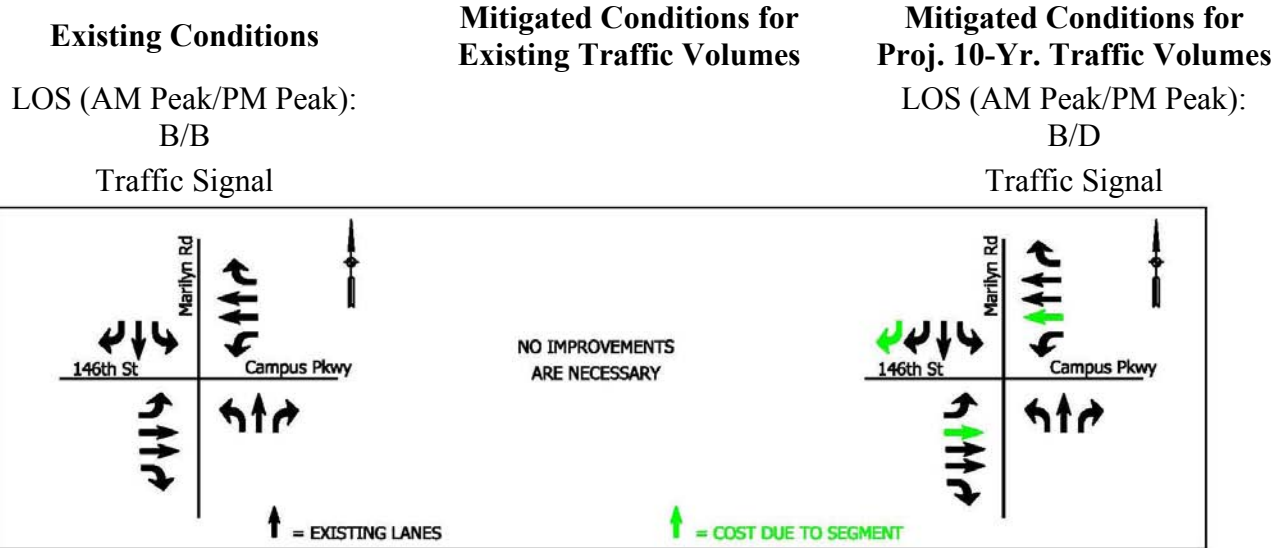 Existing Conditions
LOS (AM Peak/PM Peak):
B/B
Traffic Signal
Mitigated Conditions for
Existing Traffic Volumes
Mitigated Conditions for
Proj. 10-Yr. Traffic Volumes
LOS (AM Peak/PM Peak):
B/D
Traffic Signal
Marilyn Rd
146th St
Campus Pkwy
NO IMPROVEMENTS
ARE NECESSARY
Marilyn Rd
146th St
Campus Pkwy
= EXISTING LANES
= COST DUE TO SEGMENT